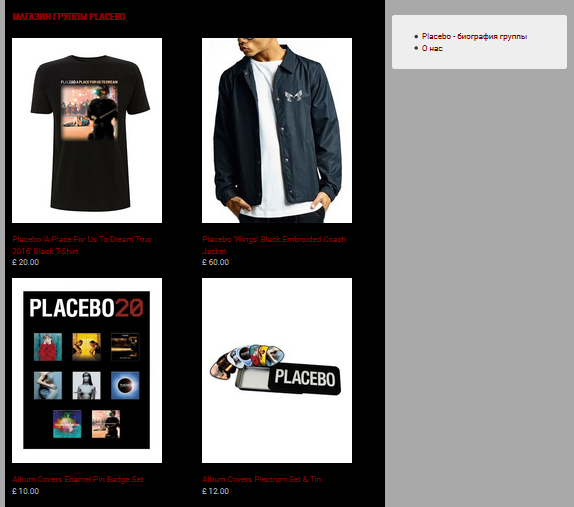 МАГАЗИН ГРУППЫ PLACEBO
Placebo - биография группы
О нас
PLACEBO A PLACE FOR US TO DREAM
Placebo 'A Place For Us To Dream Tour
2016' Black T-Shirt
£ 20.00
Placebo 'Wings' Black Embroided Coach
Jacket
£ 60.00
PLACEBO20
PLACEBO
Album Covers Enamel Pin Badge Set
£ 10.00
Album Covers Plectrum Set & Tin
£ 12.00